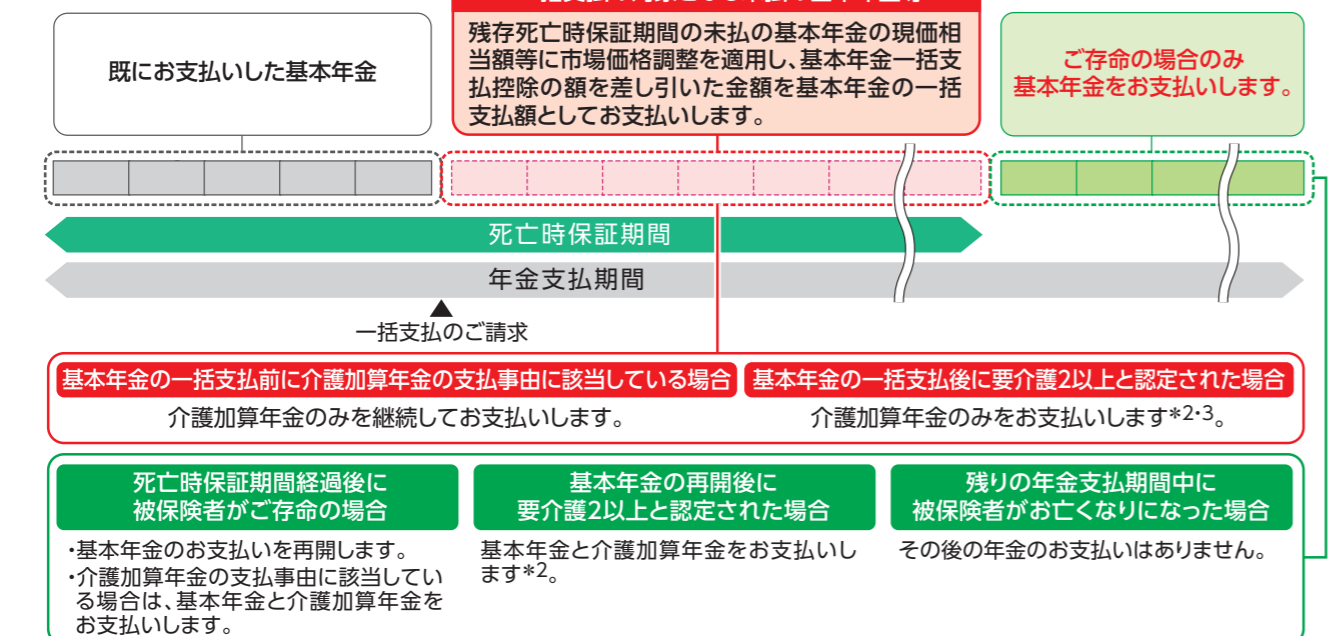 既にお支払いした基本年金
残存死亡時保証期間の未払の基本年金の現価相
当額等に市場価格調整を適用し、基本年金一括支
払控除の額を差し引いた金額を基本年金の一括
支払額としてお支払いします。
ご存命の場合のみ
基本年金をお支払いします。
死亡時保証期間
年金支払期間
▲
一括支払のご請求
基本年金の一括支払前に介護加算年金の支払事由に該当している場合
介護加算年金のみを継続してお支払いします。
基本年金の一括支払後に要介護2以上と認定された場合
介護加算年金のみをお支払いします*2・3。
死亡時保証期間経過後に
被保険者がご存命の場合
・基本年金のお支払いを再開します。
・介護加算年金の支払事由に該当してい
る場合は、基本年金と介護加算年金を
お支払いします。
基本年金の再開後に
要介護2以上と認定された場合
基本年金と介護加算年金をお支払いし
ます*2。
残りの年金支払期間中に
被保険者がお亡くなりになった場合
その後の年金のお支払いはありません。